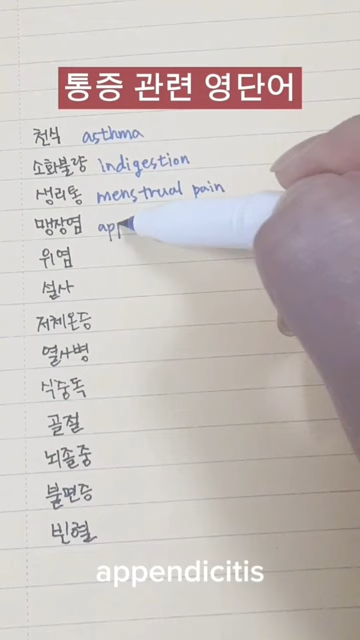 통증 관련 영단어
천식 asthma
소화불량 indigestion
생리통 menstrual pain
맹장염 app
위염
설사
저체온증
열사병
식중독
골절
뇌졸중
불면증
빈혈
appendicitis